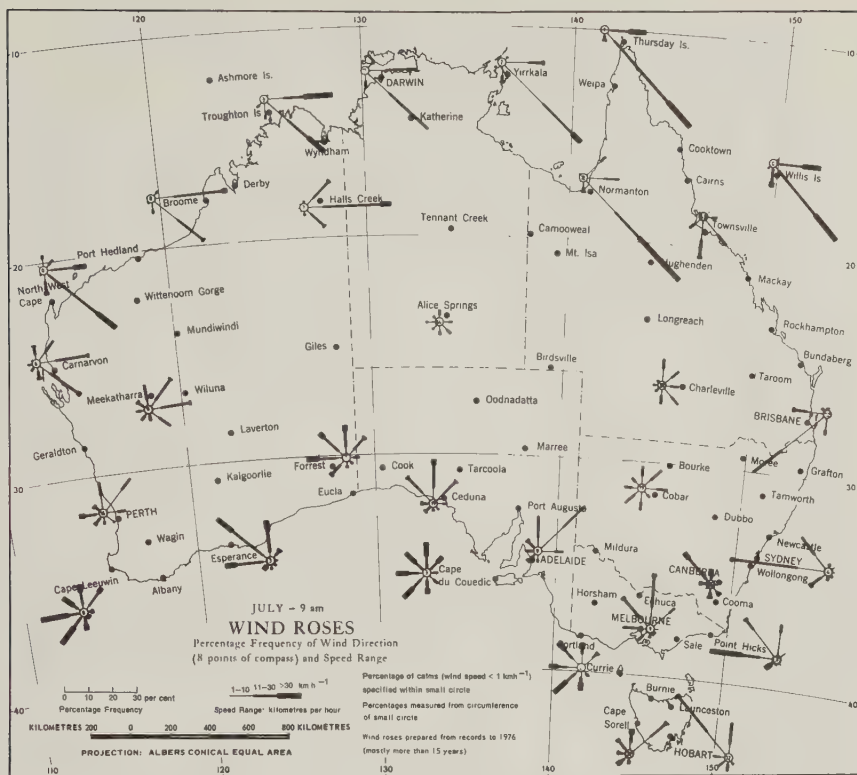 120
130
140
150
10
10
Thursday Is.
Ashmore Is.
DARWIN
Yirrkala
Weipa
Troughton Is
Katherine
Wyndham
Cooktown
Derby
Willis Is
Broome
Halls Creek
Normanton
Cairns
Tennant Creek
Camooweal
Townsville
Port Hedland
Mt. Isa
20
20
Hughenden
North West
Cape
Wittenoom Gorge
Mackay
Alice Springs
Mundiwindi
Longreach
Rockhampton
Giles
Carnarvon
Birdsville
Bundaberg
Taroom
Meekatharra
Wiluna
Charleville
Oodnadatta
BRISBANE
Laverton
Geraldton
Marree
Moree
Forrest
Cook
Tarcoola
Bourke
Grafton
Kalgoorlie
30
30
Eucla
Ceduna
Cobar
Tamworth
PERTH
Port Augusta
Dubbo
Wagin
Newcastle
Esperance
Mildura
SYDNEY
ADELAIDE
CANBERRA
Wollongong
Cape Leeuwin
Albany
Cape
du Couedic
Horsham
Echuca
Cooma
MELBOURNE
JULY – 9 am
WIND ROSES
Percentage Frequency of Wind Direction
(8 points of compass) and Speed Range
Portland
Sale
Point Hicks
Currie
0 10 20 30 per cent
Percentage Frequency
1–10 11–30 >30 km h⁻¹
Speed Range- kilometres per hour
Percentage of calms (wind speed < 1 kmh⁻¹)
specified within small circle
Percentages measured from circumference
of small circle
Wind roses prepared from records to 1976
(mostly more than 15 years)
Burnie
Launceston
Cape
Sorell
HOBART
40
40
KILOMETRES 200 0 200 400 600 800 KILOMETRES
PROJECTION: ALBERS CONICAL EQUAL AREA
110
120
130
140
150